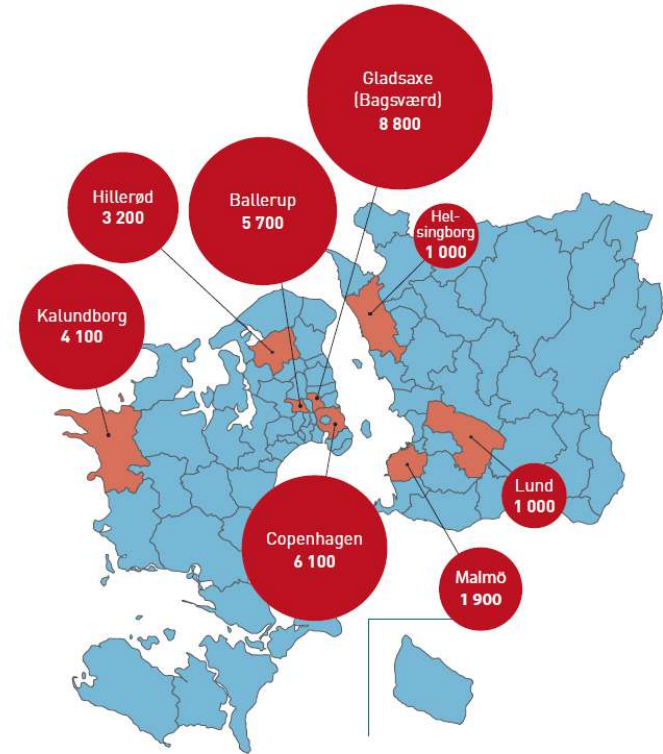 Gladsaxe
(Bagsværd)
8 800
Hillerød
3 200
Ballerup
5 700
Hel-
singborg
1 000
Kalundborg
4 100
Lund
1 000
Copenhagen
6 100
Malmö
1 900